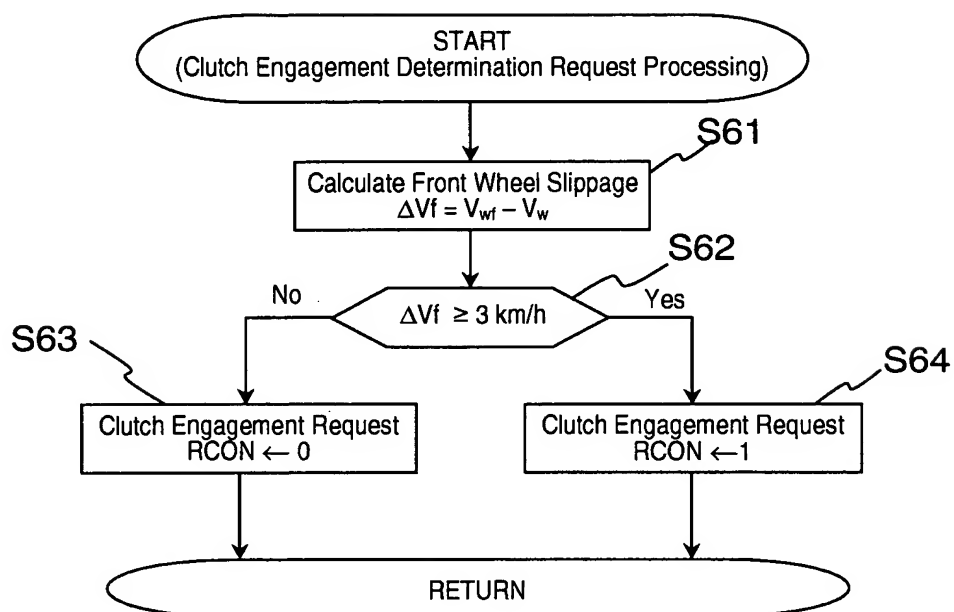 START
(Clutch Engagement Determination Request Processing)
S61
Calculate Front Wheel Slippage
ΔVf = Vwf – Vw
S62
No
ΔVf ≥ 3 km/h
Yes
S63
S64
Clutch Engagement Request
RCON ← 0
Clutch Engagement Request
RCON ←1
RETURN